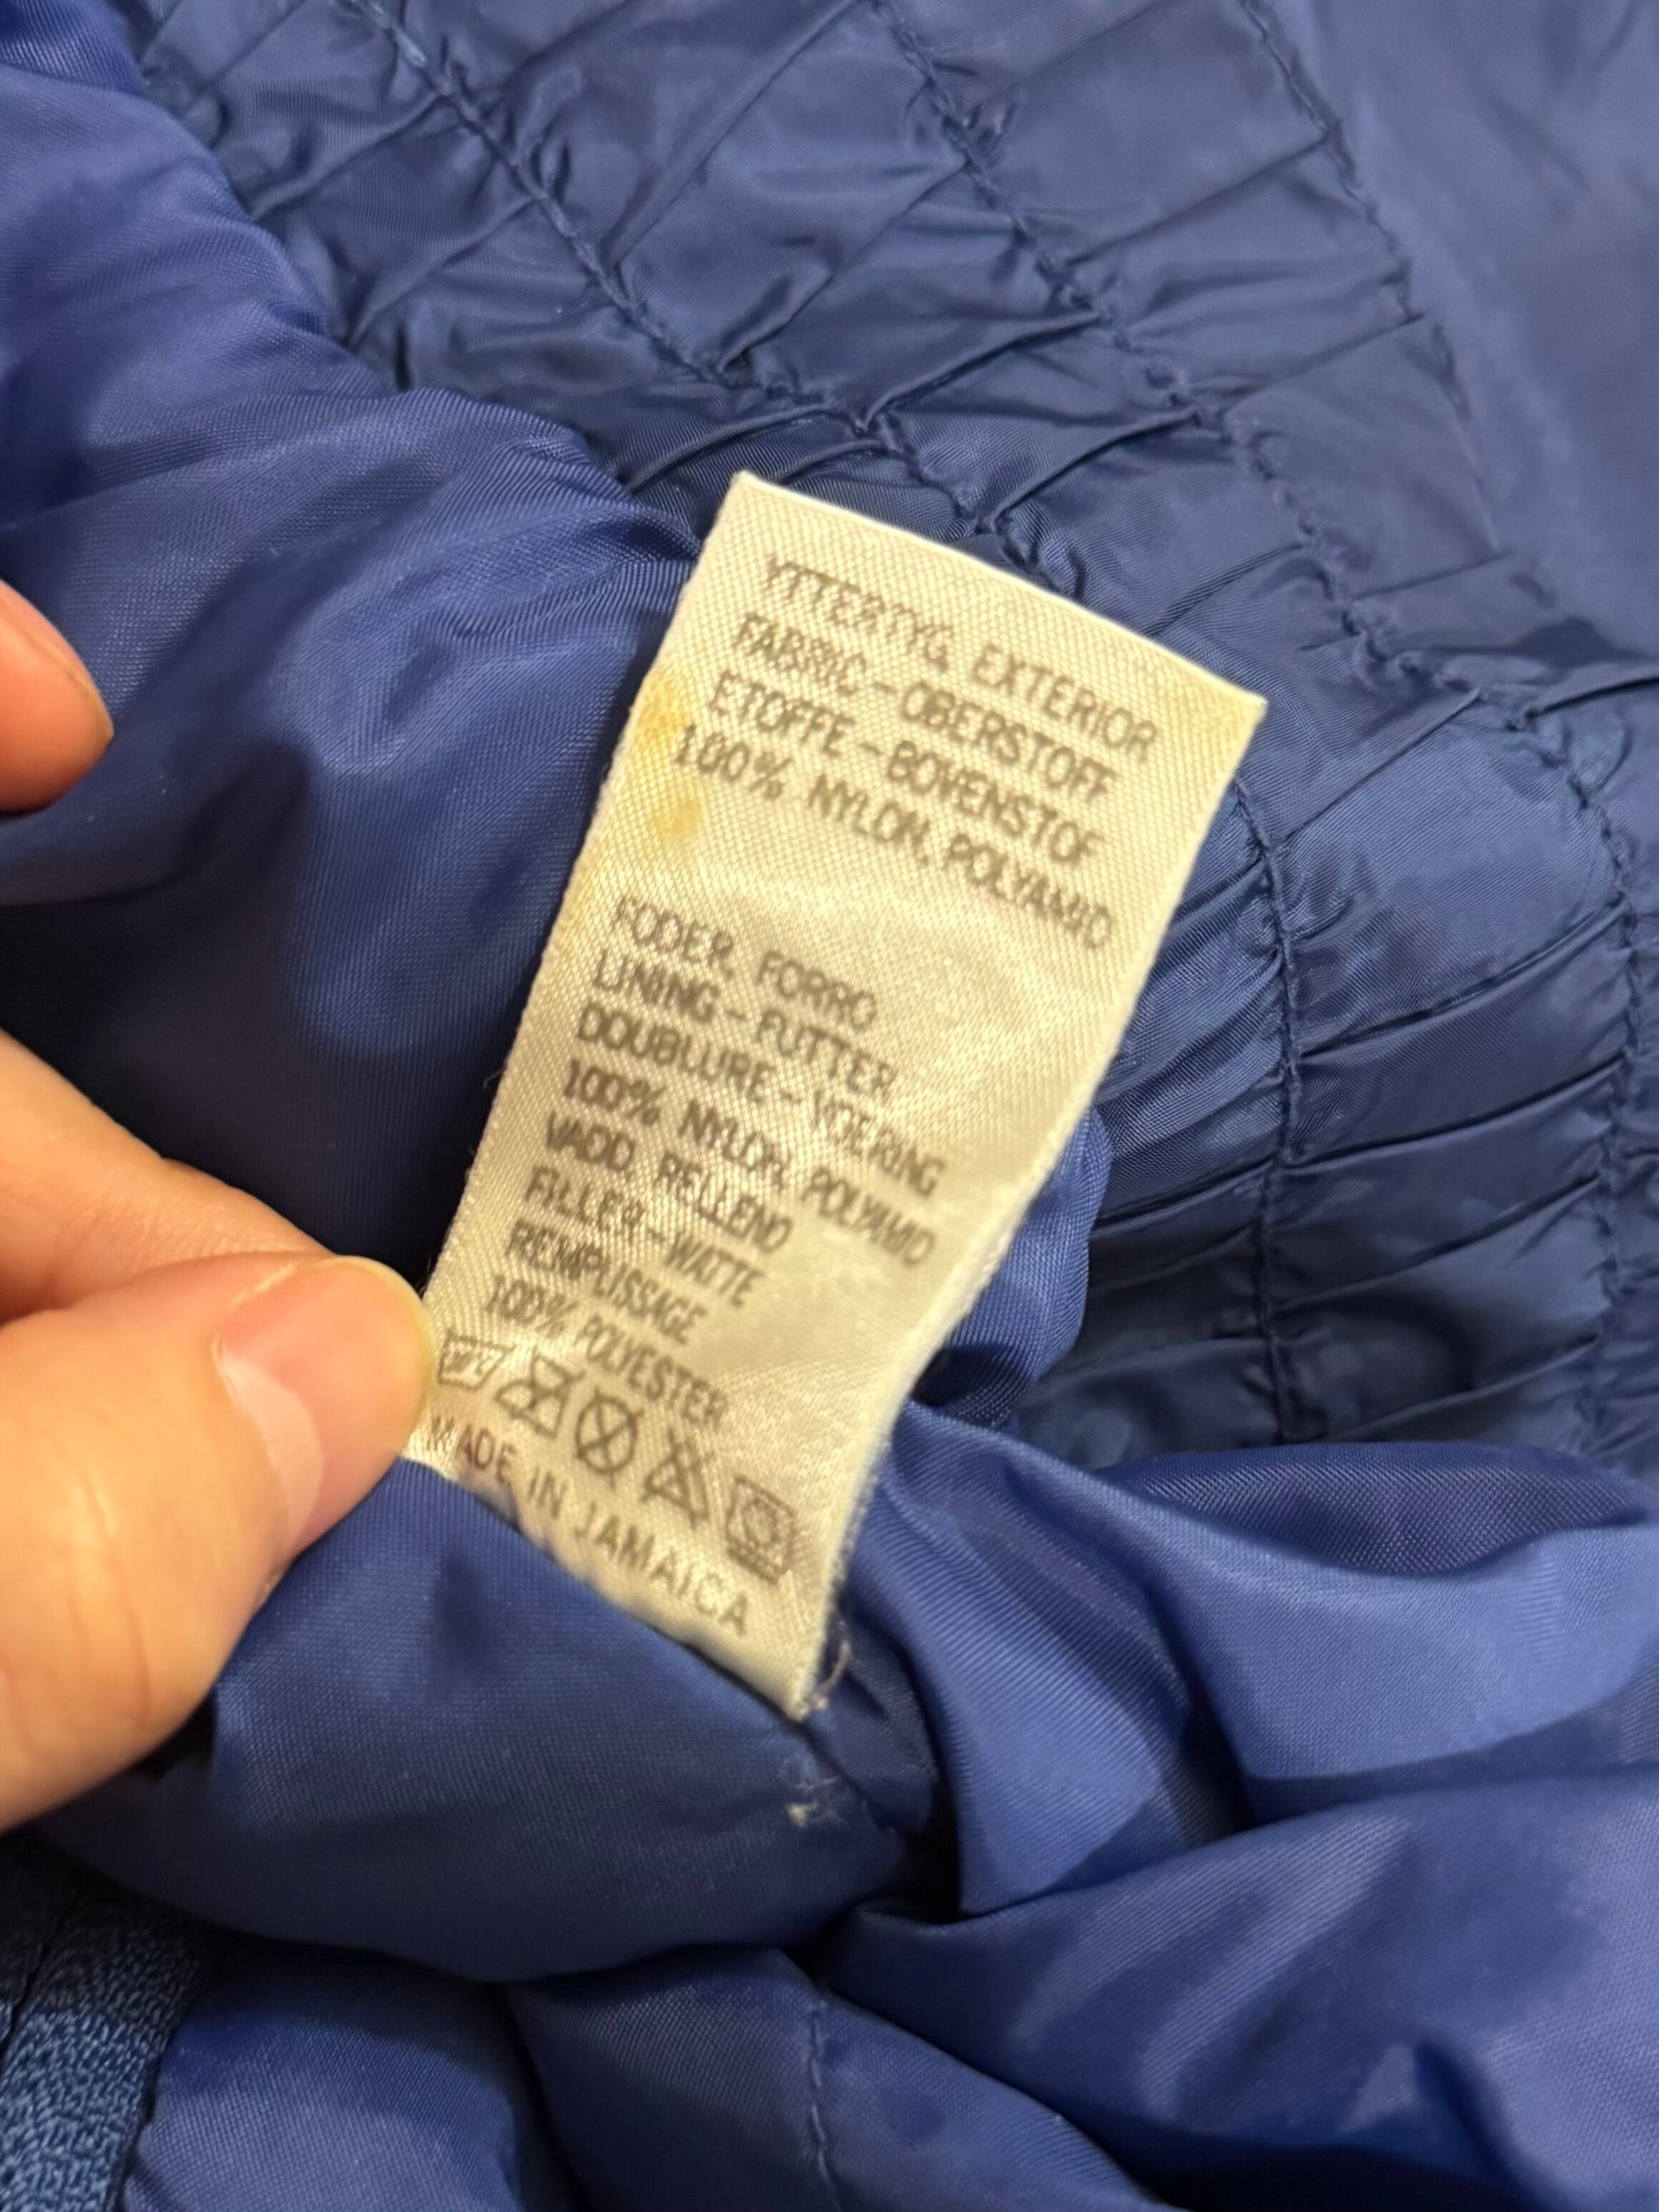 YTTERTYG, EXTERIOR
FABRIC-OBERSTOFF
ETOFFE-BOVENSTOF
100% NYLON, POLYAMID
FODER, FORRO
LINING-FUTTER
DOUBLURE-VOERING
100% NYLON, POLYAMID
VADD, RELLENO
FILLER-WATTE
REMPLISSAGE
100% POLYESTER
MADE IN JAMAICA